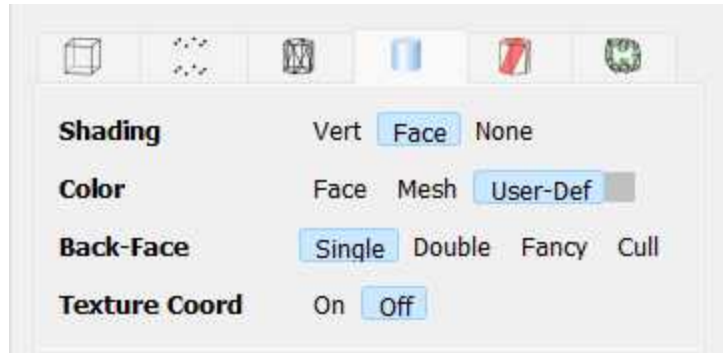 Shading Vert Face None
Color Face Mesh User-Def
Back-Face Single Double Fancy Cull
Texture Coord On Off